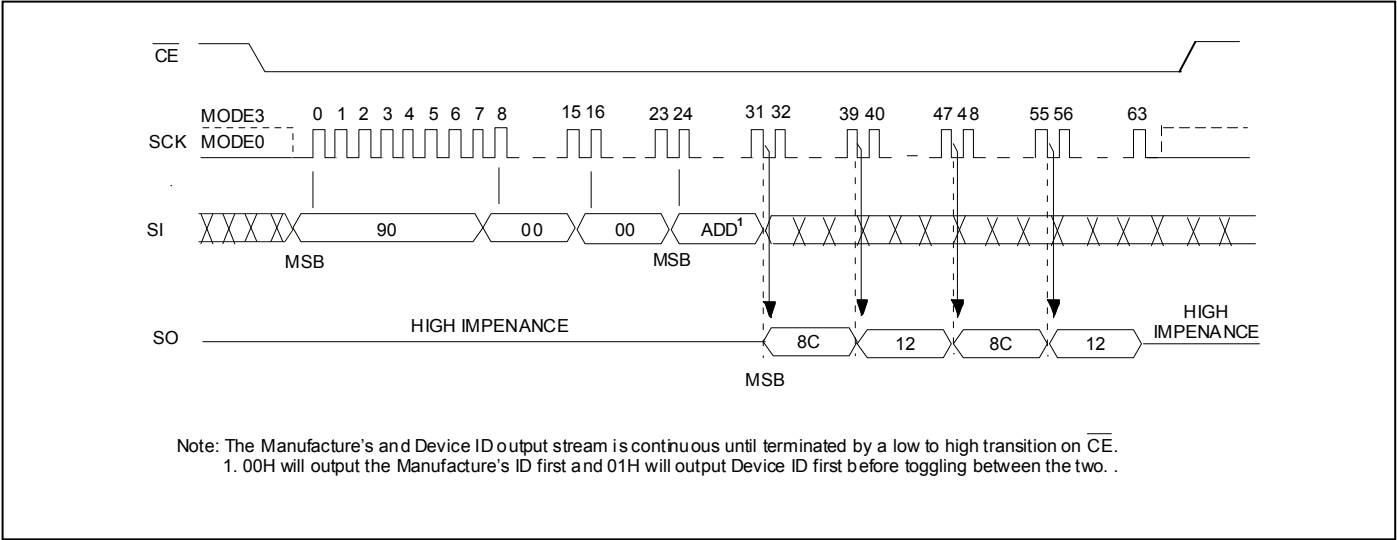 CE
MODE3 0 1 2 3 4 5 6 7 8 15 16 23 24 31 32 39 40 47 48 55 56 63
SCK MODE0
SI 90 00 00 ADD1
MSB MSB
HIGH IMPENANCE
HIGH IMPENANCE
SO 8C 12 8C 12
MSB
Note: The Manufacture's and Device ID output stream is continuous until terminated by a low to high transition on CE.
1. 00H will output the Manufacture's ID first and 01H will output Device ID first before toggling between the two. .